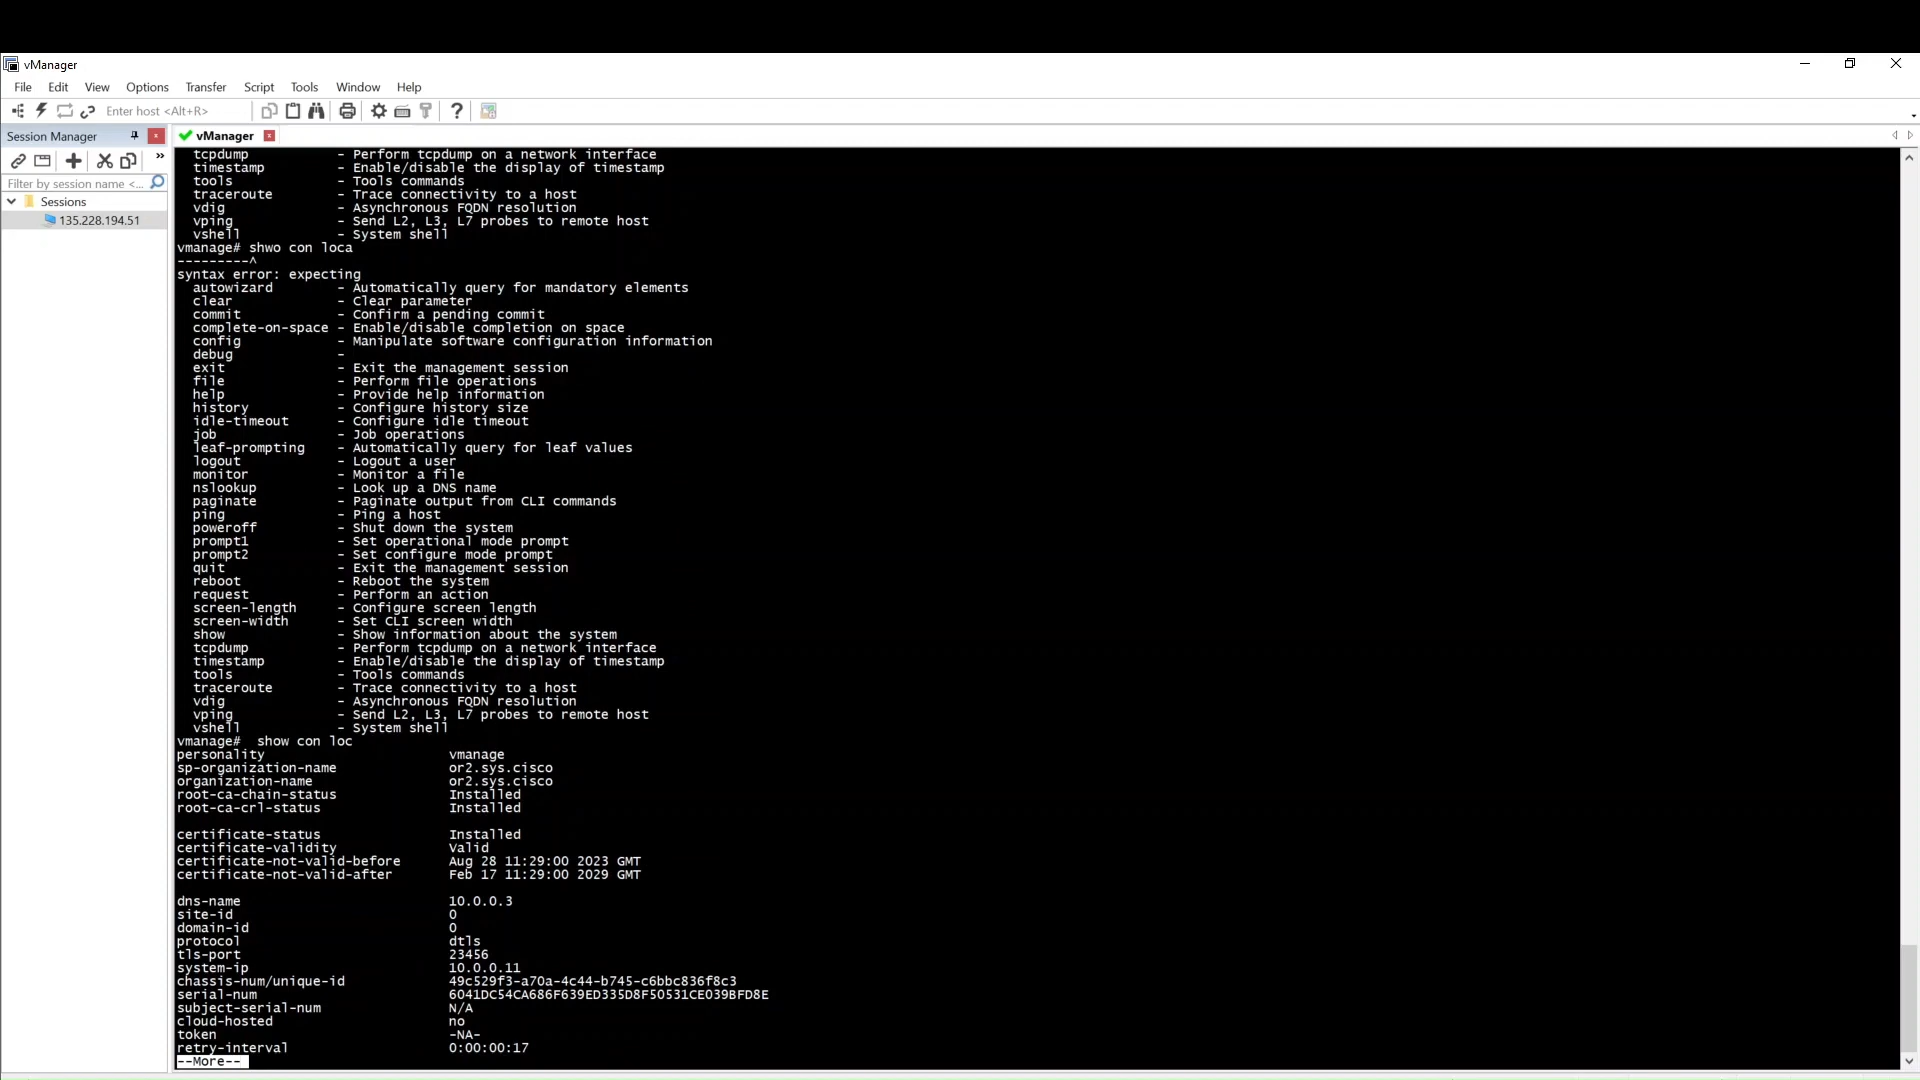 vManager
File Edit View Options Transfer Script Tools Window Help
Enter host <Alt+R>
Session Manager
vManager
Filter by session name <...
Sessions
135.228.194.51
tcpdump - Perform tcpdump on a network interface
timestamp - Enable/disable the display of timestamp
tools - Tools commands
traceroute - Trace connectivity to a host
vdig - Asynchronous FQDN resolution
vping - Send L2, L3, L7 probes to remote host
vshell - System shell
vmanage# shwo con loca
---------^
syntax error: expecting
autowizard - Automatically query for mandatory elements
clear - Clear parameter
commit - Confirm a pending commit
complete-on-space - Enable/disable completion on space
config - Manipulate software configuration information
debug -
exit - Exit the management session
file - Perform file operations
help - Provide help information
history - Configure history size
idle-timeout - Configure idle timeout
job - Job operations
leaf-prompting - Automatically query for leaf values
logout - Logout a user
monitor - Monitor a file
nslookup - Look up a DNS name
paginate - Paginate output from CLI commands
ping - Ping a host
poweroff - Shut down the system
prompt1 - Set operational mode prompt
prompt2 - Set configure mode prompt
quit - Exit the management session
reboot - Reboot the system
request - Perform an action
screen-length - Configure screen length
screen-width - Set CLI screen width
show - Show information about the system
tcpdump - Perform tcpdump on a network interface
timestamp - Enable/disable the display of timestamp
tools - Tools commands
traceroute - Trace connectivity to a host
vdig - Asynchronous FQDN resolution
vping - Send L2, L3, L7 probes to remote host
vshell - System shell
vmanage#  show con loc
personality vmanage
sp-organization-name or2.sys.cisco
organization-name or2.sys.cisco
root-ca-chain-status Installed
root-ca-crl-status Installed
certificate-status Installed
certificate-validity Valid
certificate-not-valid-before Aug 28 11:29:00 2023 GMT
certificate-not-valid-after Feb 17 11:29:00 2029 GMT
dns-name 10.0.0.3
site-id 0
domain-id 0
protocol dtls
tls-port 23456
system-ip 10.0.0.11
chassis-num/unique-id 49c529f3-a70a-4c44-b745-c6bbc836f8c3
serial-num 6041DC54CA686F639ED335D8F50531CE039BFD8E
subject-serial-num N/A
cloud-hosted no
token -NA-
retry-interval 0:00:00:17
--More--